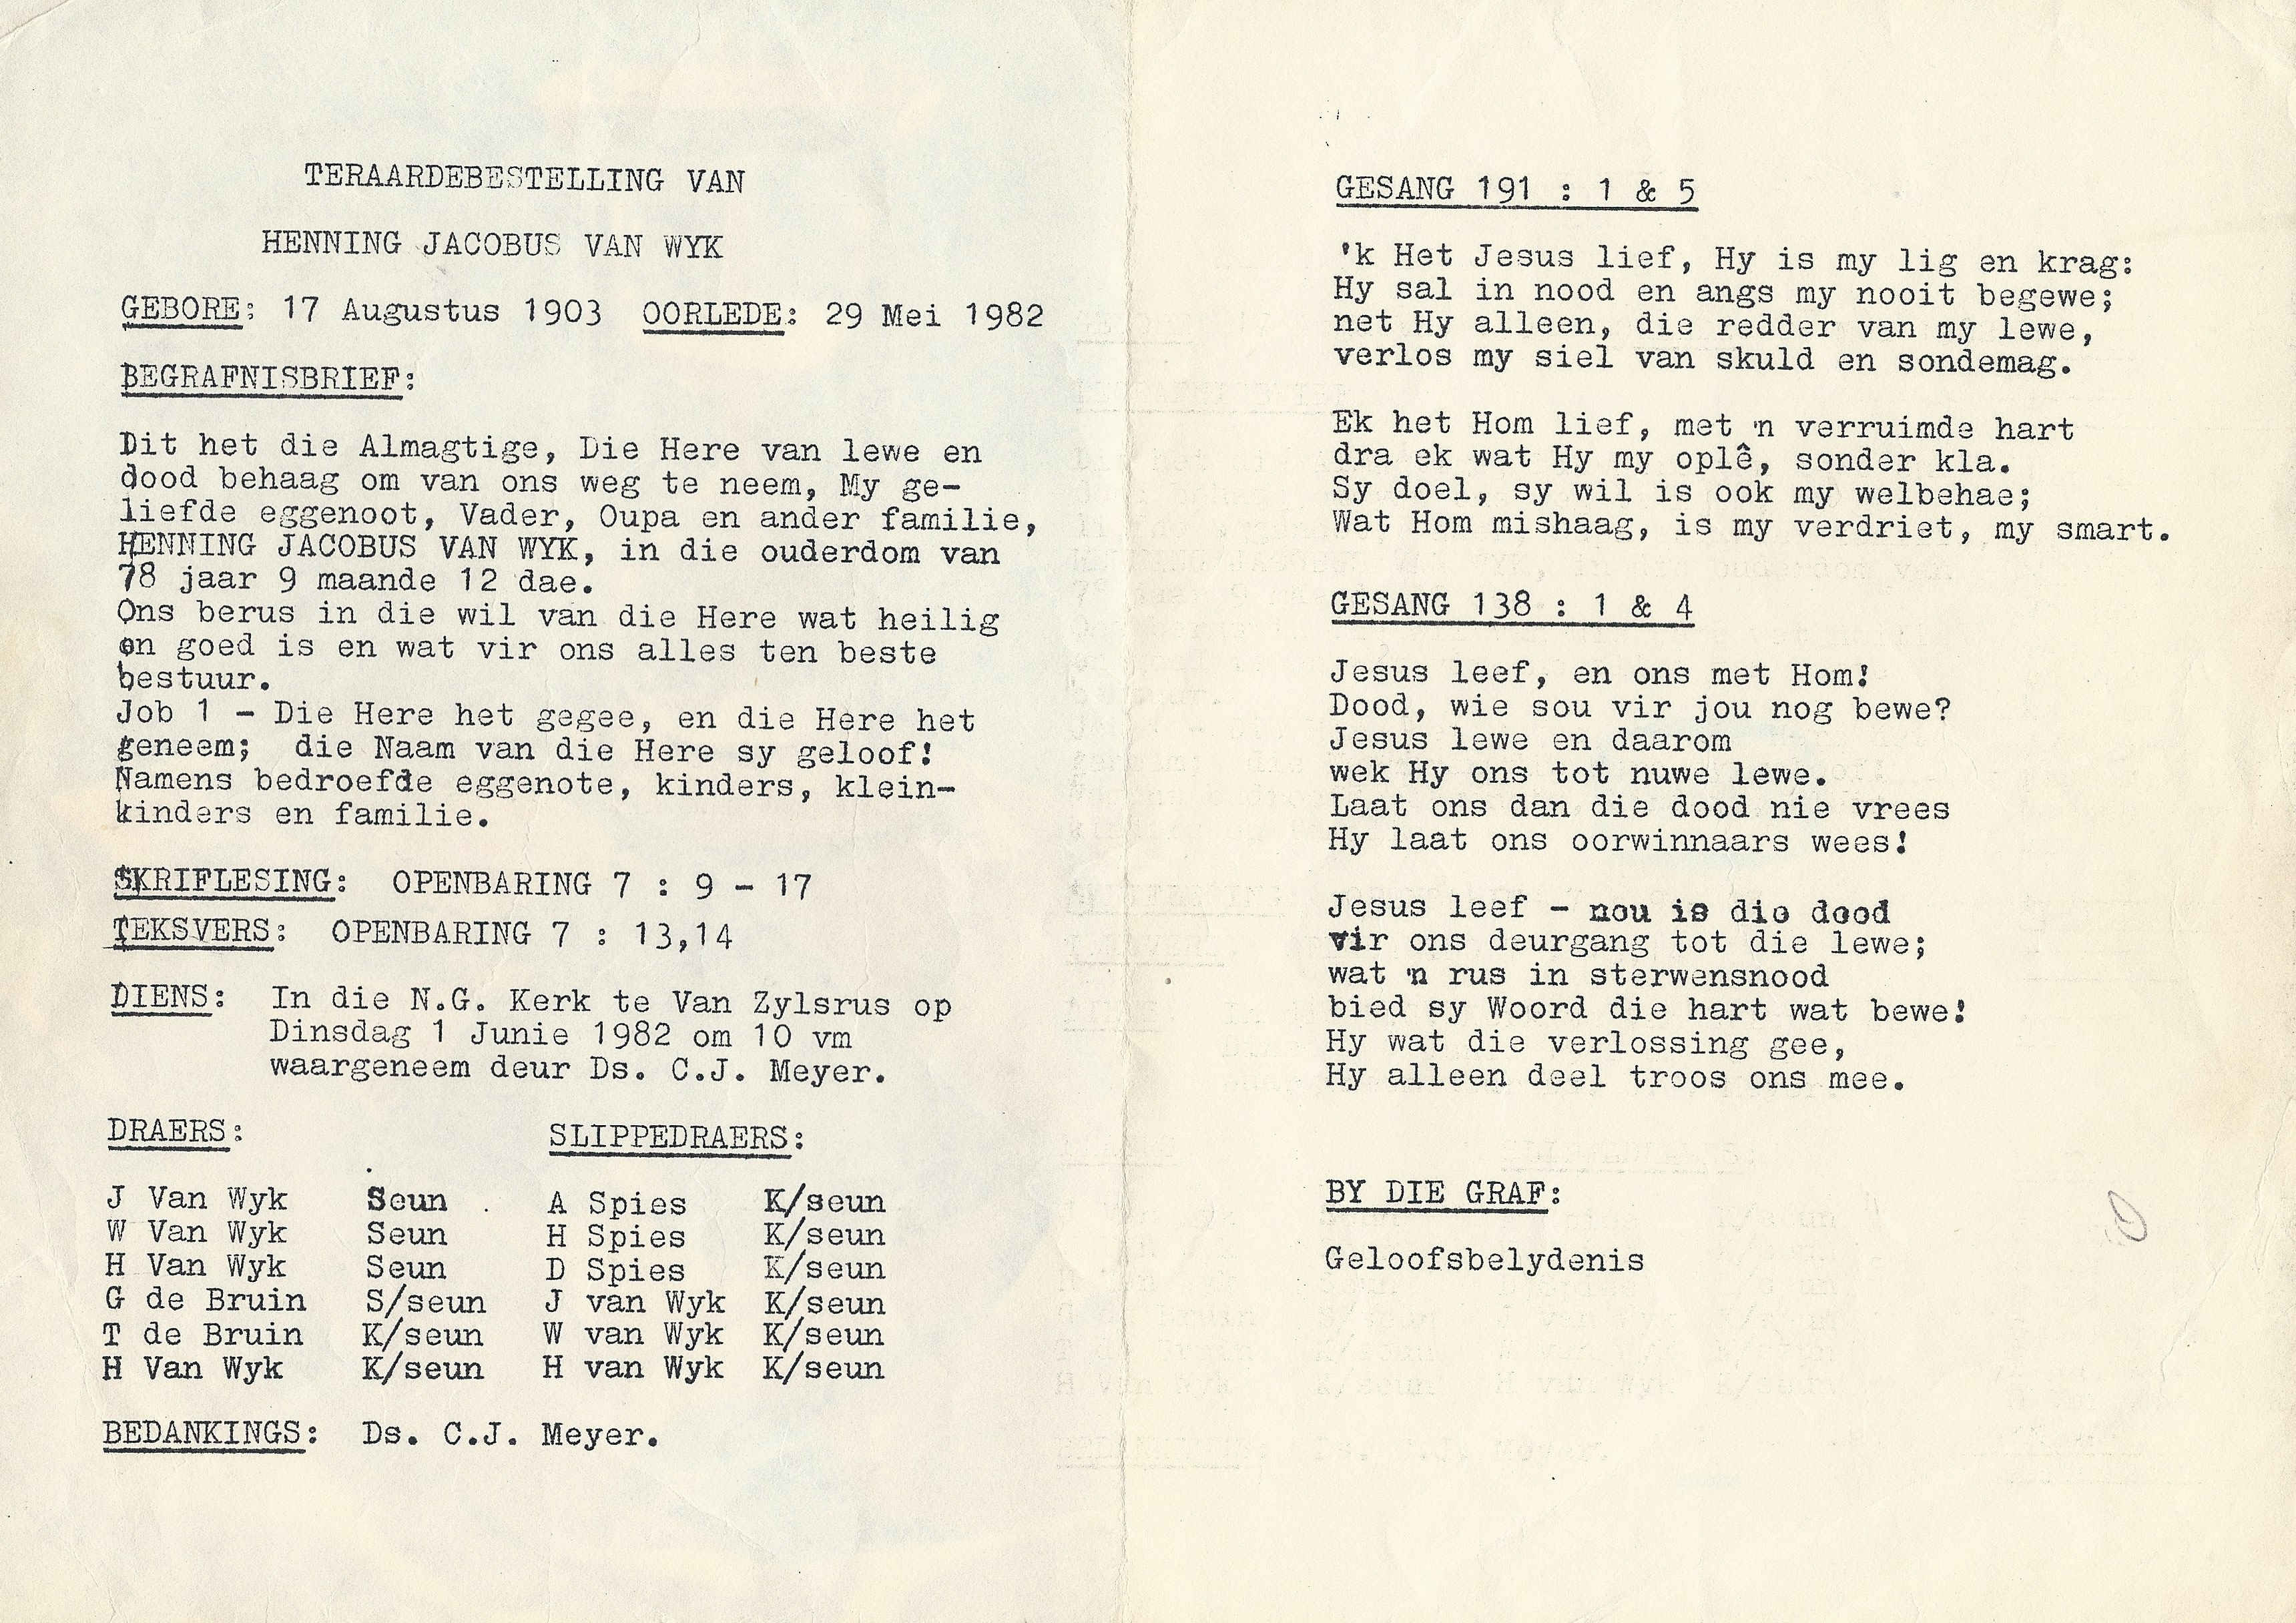 TERAARDEBESTELLING VAN
HENNING JACOBUS VAN WYK
GEBORE: 17 Augustus 1903 OORLEDE: 29 Mei 1982
BEGRAFNISBRIEF:
Dit het die Almagtige, Die Here van lewe en
dood behaag om van ons weg te neem, My ge-
liefde eggenoot, Vader, Oupa en ander familie,
HENNING JACOBUS VAN WYK, in die ouderdom van
78 jaar 9 maande 12 dae.
Ons berus in die wil van die Here wat heilig
en goed is en wat vir ons alles ten beste
bestuur.
Job 1 - Die Here het gegee, en die Here het
geneem; die Naam van die Here sy geloof!
Namens bedroefde eggenote, kinders, klein-
kinders en familie.
SKRIFLESING: OPENBARING 7 : 9 - 17
TEKSVERS: OPENBARING 7 : 13,14
DIENS: In die N.G. Kerk te Van Zylsrus op
Dinsdag 1 Junie 1982 om 10 vm
waargeneem deur Ds. C.J. Meyer.
DRAERS: SLIPPEDRAERS:
J Van Wyk Seun A Spies K/seun
W Van Wyk Seun H Spies K/seun
H Van Wyk Seun D Spies K/seun
G de Bruin S/seun J van Wyk K/seun
T de Bruin K/seun W van Wyk K/seun
H Van Wyk K/seun H van Wyk K/seun
BEDANKINGS: Ds. C.J. Meyer.
GESANG 191 : 1 & 5
'k Het Jesus lief, Hy is my lig en krag:
Hy sal in nood en angs my nooit begewe;
net Hy alleen, die redder van my lewe,
verlos my siel van skuld en sondemag.
Ek het Hom lief, met 'n verruimde hart
dra ek wat Hy my oplê, sonder kla.
Sy doel, sy wil is ook my welbehae;
Wat Hom mishaag, is my verdriet, my smart.
GESANG 138 : 1 & 4
Jesus leef, en ons met Hom!
Dood, wie sou vir jou nog bewe?
Jesus lewe en daarom
wek Hy ons tot nuwe lewe.
Laat ons dan die dood nie vrees
Hy laat ons oorwinnaars wees!
Jesus leef - nou is die dood
vir ons deurgang tot die lewe;
wat 'n rus in sterwensnood
bied sy Woord die hart wat bewe!
Hy wat die verlossing gee,
Hy alleen deel troos ons mee.
BY DIE GRAF:
Geloofsbelydenis